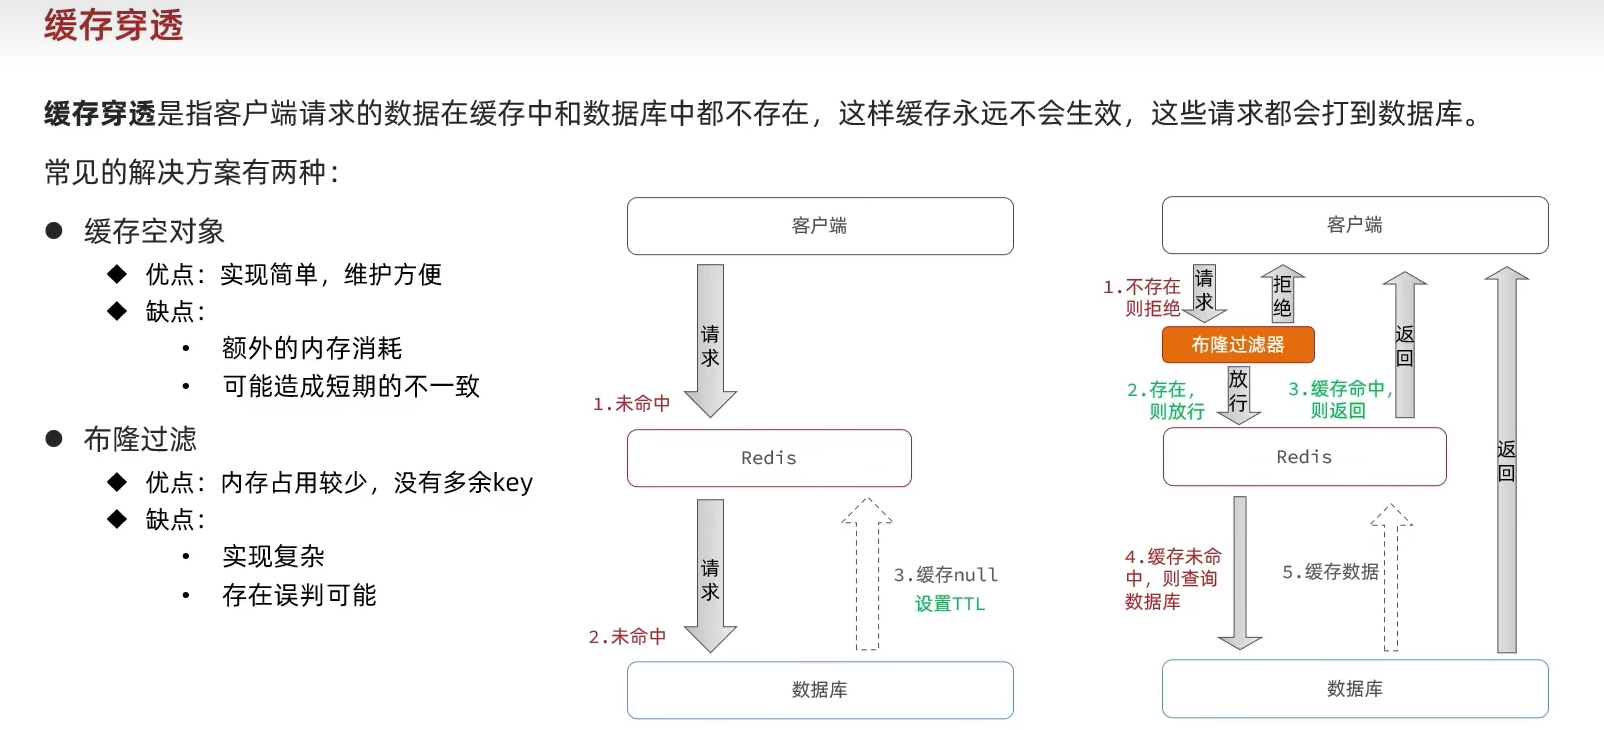 缓存穿透
缓存穿透是指客户端请求的数据在缓存中和数据库中都不存在，这样缓存永远不会生效，这些请求都会打到数据库。
常见的解决方案有两种：
● 缓存空对象
◆ 优点：实现简单，维护方便
◆ 缺点：
• 额外的内存消耗
• 可能造成短期的不一致
● 布隆过滤
◆ 优点：内存占用较少，没有多余key
◆ 缺点：
• 实现复杂
• 存在误判可能
客户端
请求
1.未命中
Redis
请求
2.未命中
3.缓存null
设置TTL
数据库
客户端
1.不存在
则拒绝
请求
拒绝
布隆过滤器
2.存在，
则放行
放行
3.缓存命中，
则返回
返回
Redis
4.缓存未命
中，则查询
数据库
5.缓存数据
返回
数据库